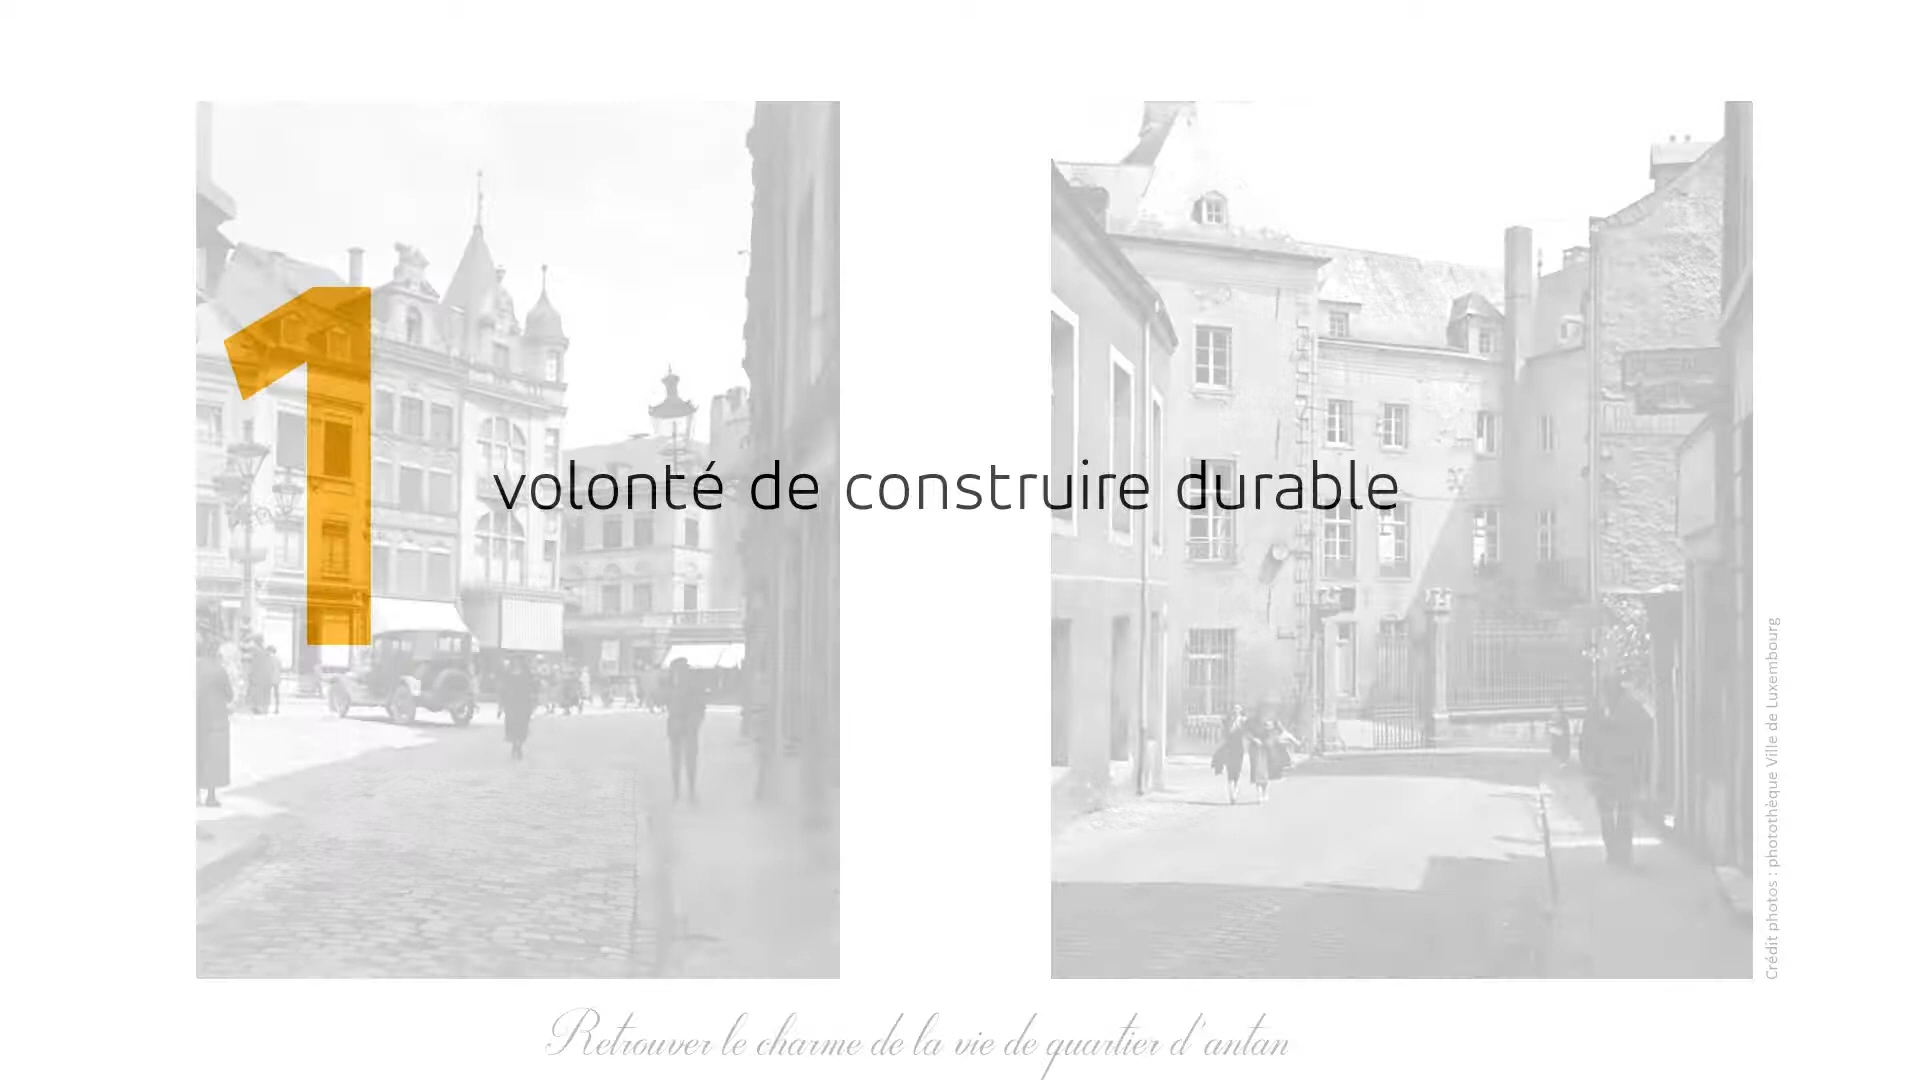 1
volonté de construire durable
Crédit photos : photothèque Ville de Luxembourg
Retrouver le charme de la vie de quartier d'antan